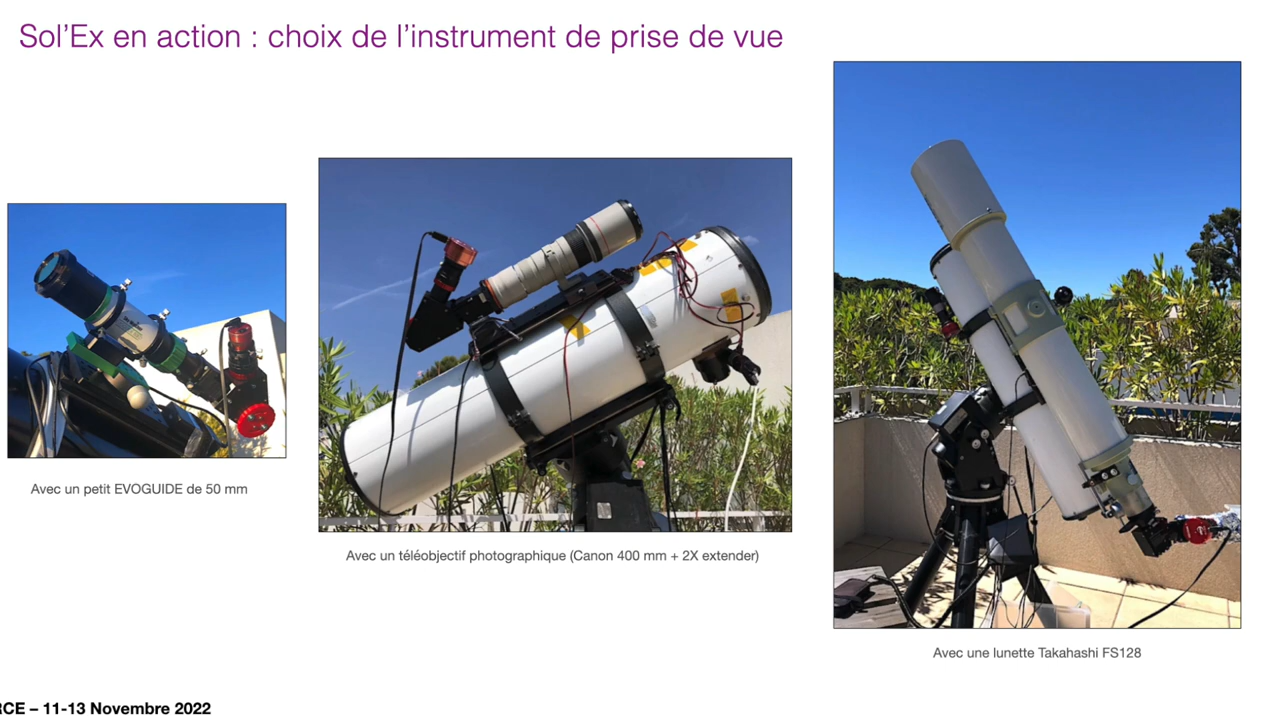 Sol’Ex en action : choix de l’instrument de prise de vue
Avec un petit EVOGUIDE de 50 mm
Avec un téléobjectif photographique (Canon 400 mm + 2X extender)
Avec une lunette Takahashi FS128
RCE – 11-13 Novembre 2022